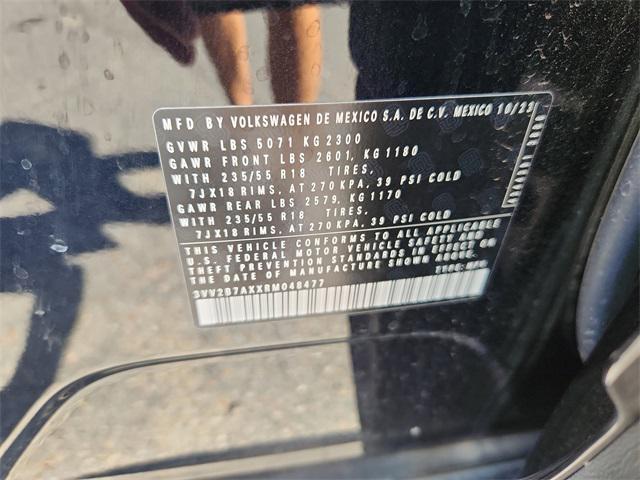 MFD BY VOLKSWAGEN DE MEXICO S.A. DE C.V. MEXICO 10/23
GVWR LBS 5071 KG 2300
GAWR FRONT LBS 2601, KG 1180
WITH 235/55 R18 TIRES,
7JX18 RIMS, AT 270 KPA, 39 PSI COLD
GAWR REAR LBS 2579, KG 1170
WITH 235/55 R18 TIRES,
7JX18 RIMS, AT 270 KPA, 39 PSI COLD
THIS VEHICLE CONFORMS TO ALL APPLICABLE
U.S. FEDERAL MOTOR VEHICLE SAFETY AND
THEFT PREVENTION STANDARDS IN EFFECT ON
THE DATE OF MANUFACTURE SHOWN ABOVE.
3VV2B7AXXRM048477
TYPE: MPV